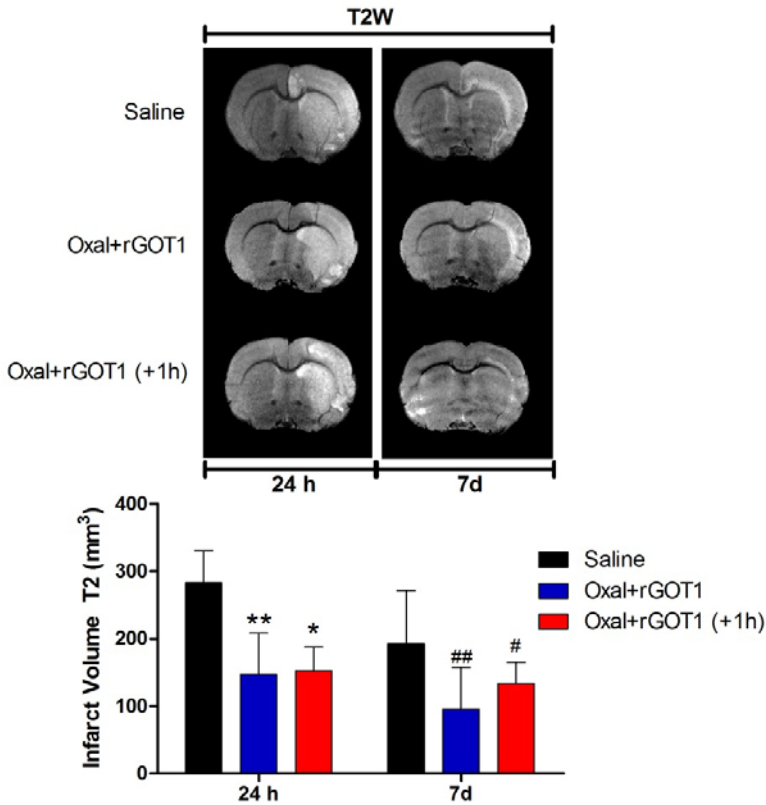 T2W
Saline
Oxal+rGOT1
Oxal+rGOT1 (+1h)
24 h 7d
Infarct Volume T2 (mm³)
400
300
200
100
0
** *
## #
24 h 7d
Saline
Oxal+rGOT1
Oxal+rGOT1 (+1h)